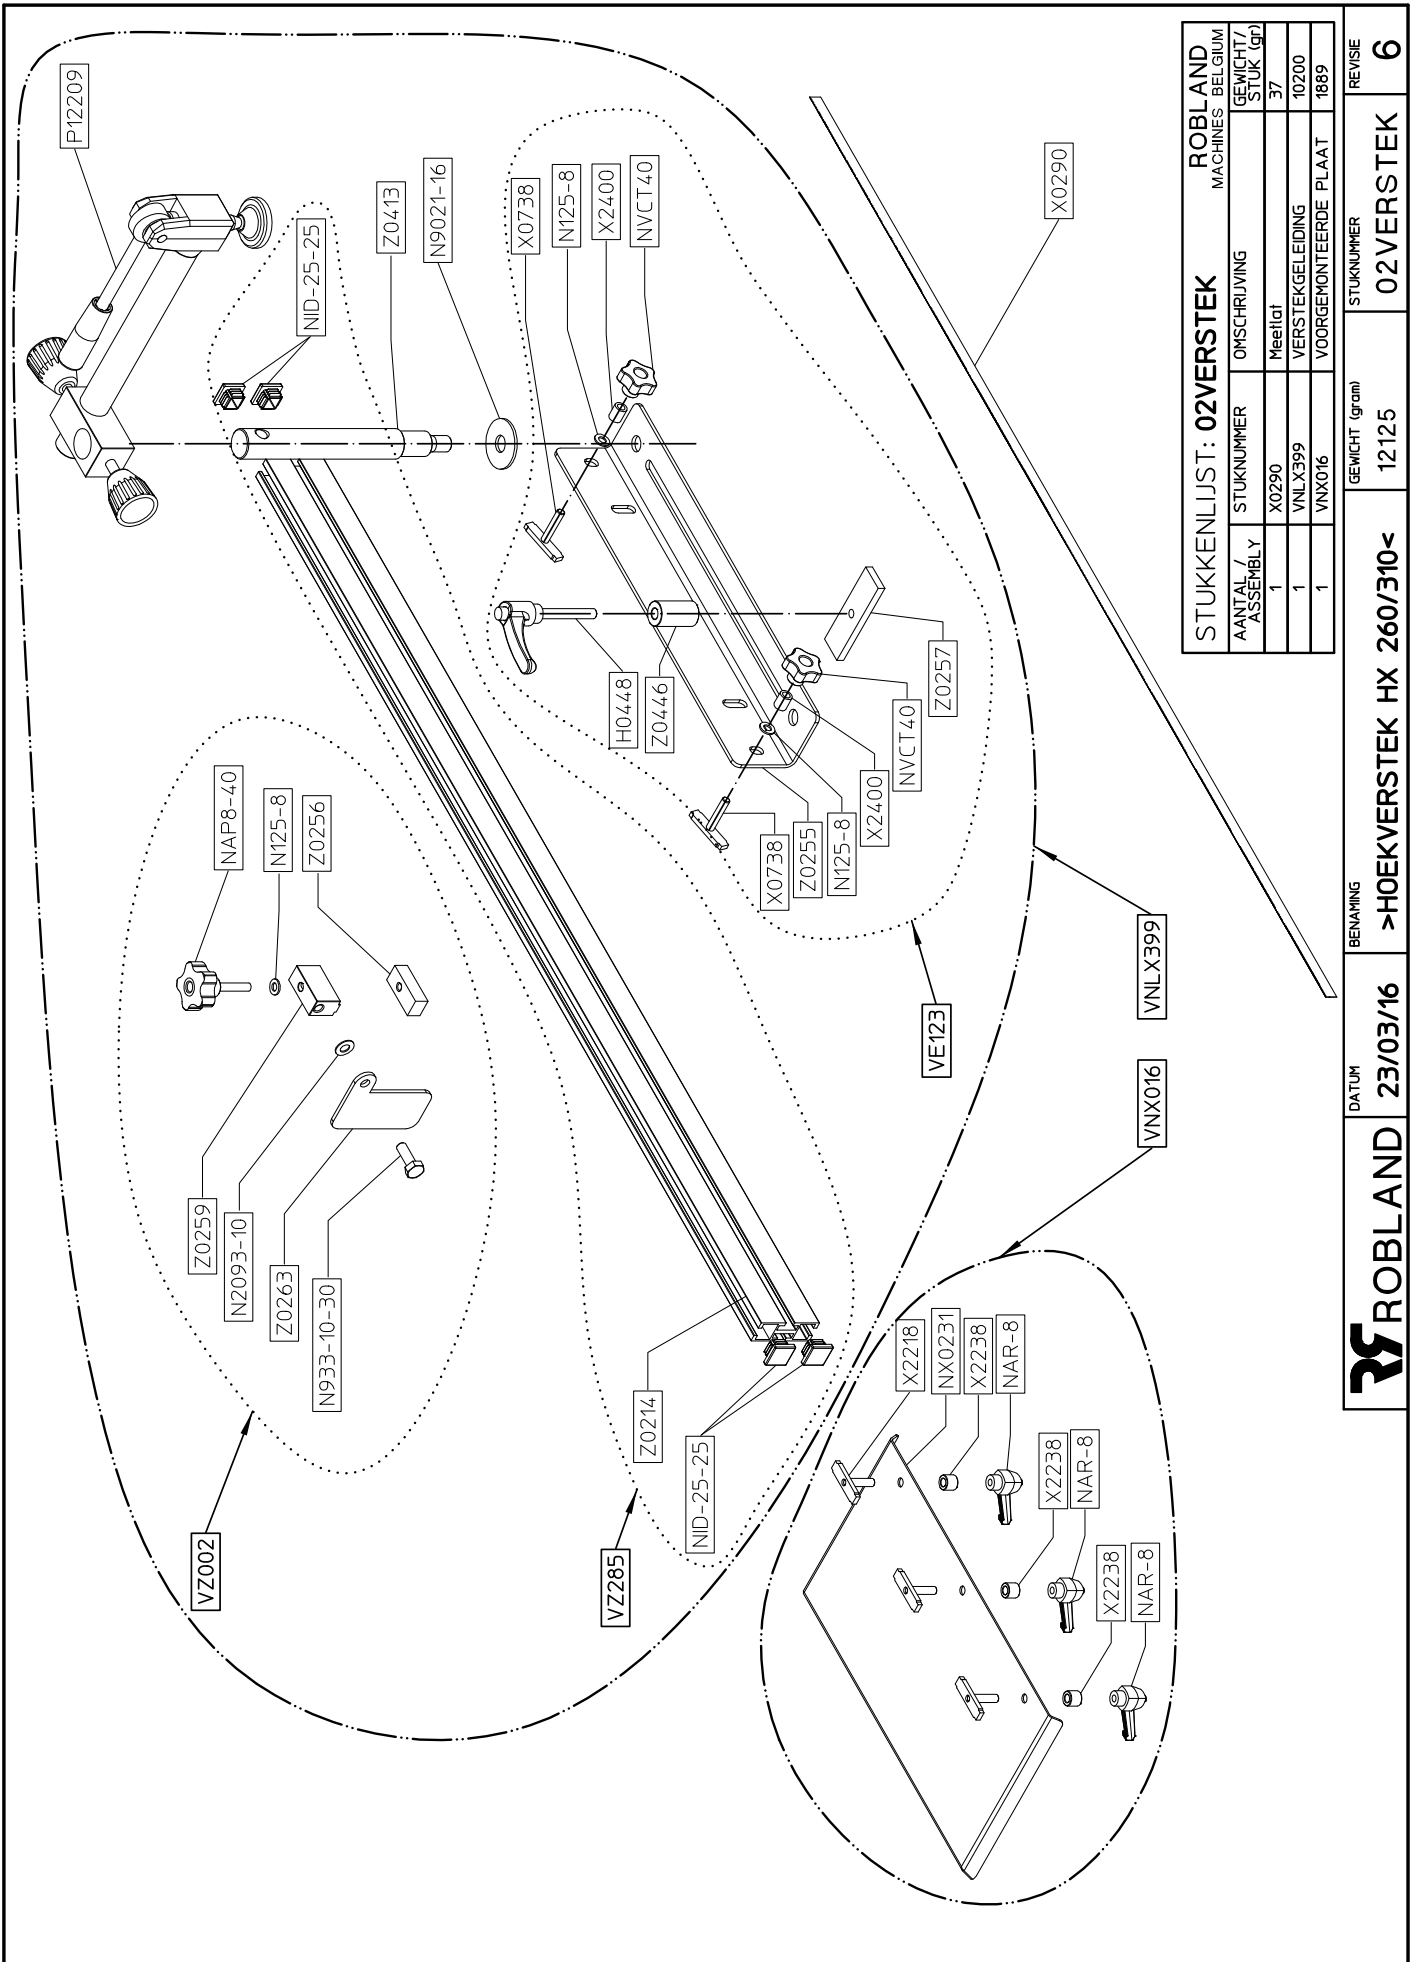 P12209
NID-25-25
Z0413
N9021-16
X0738
N125-8
X2400
NVCT40
X0290
NAP8-40
N125-8
Z0256
H0448
Z0446
Z0257
NVCT40
X2400
N125-8
Z0255
X0738
Z0259
N2093-10
Z0263
N933-10-30
VZ002
VE123
VNLX399
VNX016
Z0214
NID-25-25
VZ285
X2218
NX0231
X2238
NAR-8
X2238
NAR-8
X2238
NAR-8
STUKKENLIJST: 02VERSTEK
ROBLAND
MACHINES BELGIUM
AANTAL / ASSEMBLY STUKNUMMER OMSCHRIJVING GEWICHT/ STUK (gr)
1 X0290 Meetlat 37
1 VNLX399 VERSTEKGELEIDING 10200
1 VNX016 VOORGEMONTEERDE PLAAT 1889
ROBLAND
DATUM
23/03/16
BENAMING
>HOEKVERSTEK HX 260/310<
GEWICHT (gram)
12125
STUKNUMMER
02VERSTEK
REVISIE
6